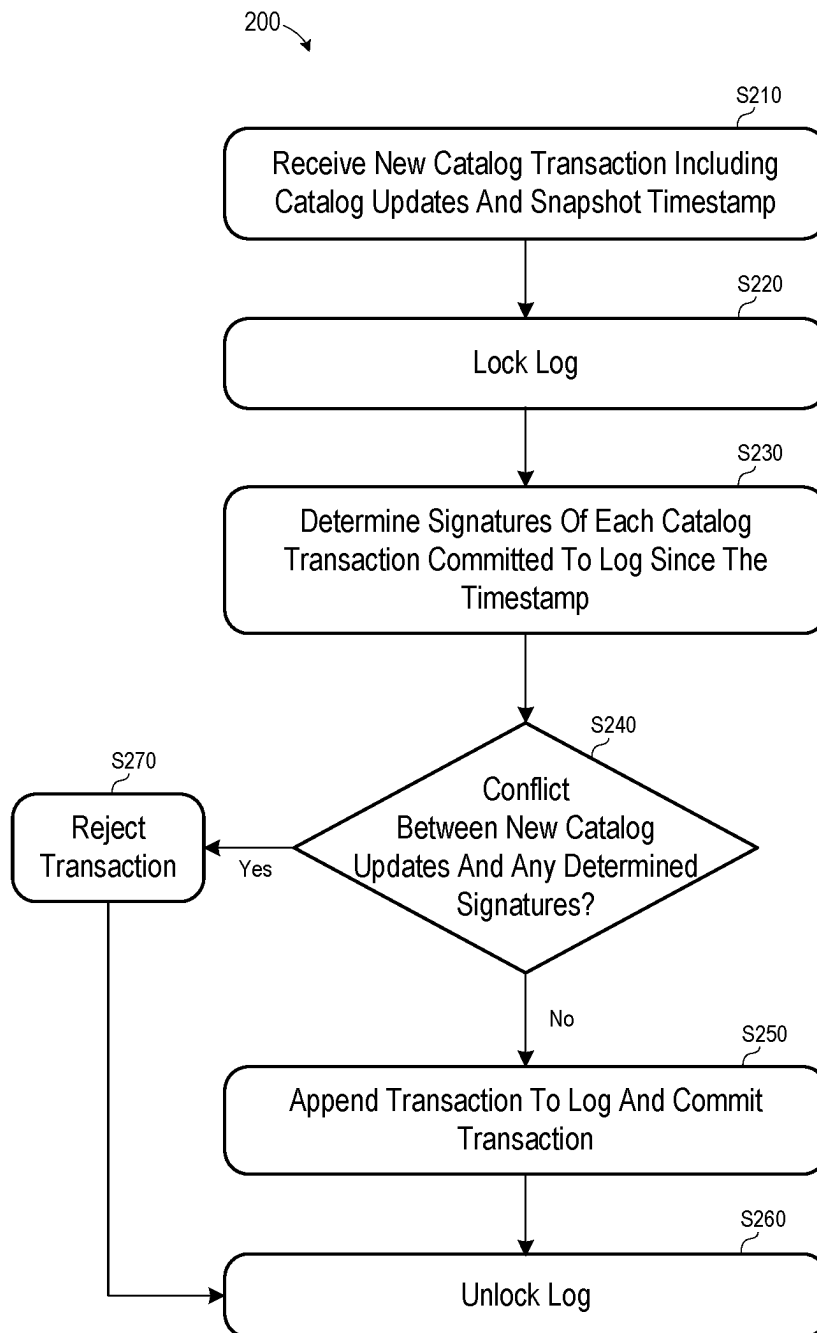 200
S210
Receive New Catalog Transaction Including
Catalog Updates And Snapshot Timestamp
S220
Lock Log
S230
Determine Signatures Of Each Catalog
Transaction Committed To Log Since The
Timestamp
S240
Conflict
Between New Catalog
Updates And Any Determined
Signatures?
S270
Reject
Transaction
Yes
No
S250
Append Transaction To Log And Commit
Transaction
S260
Unlock Log